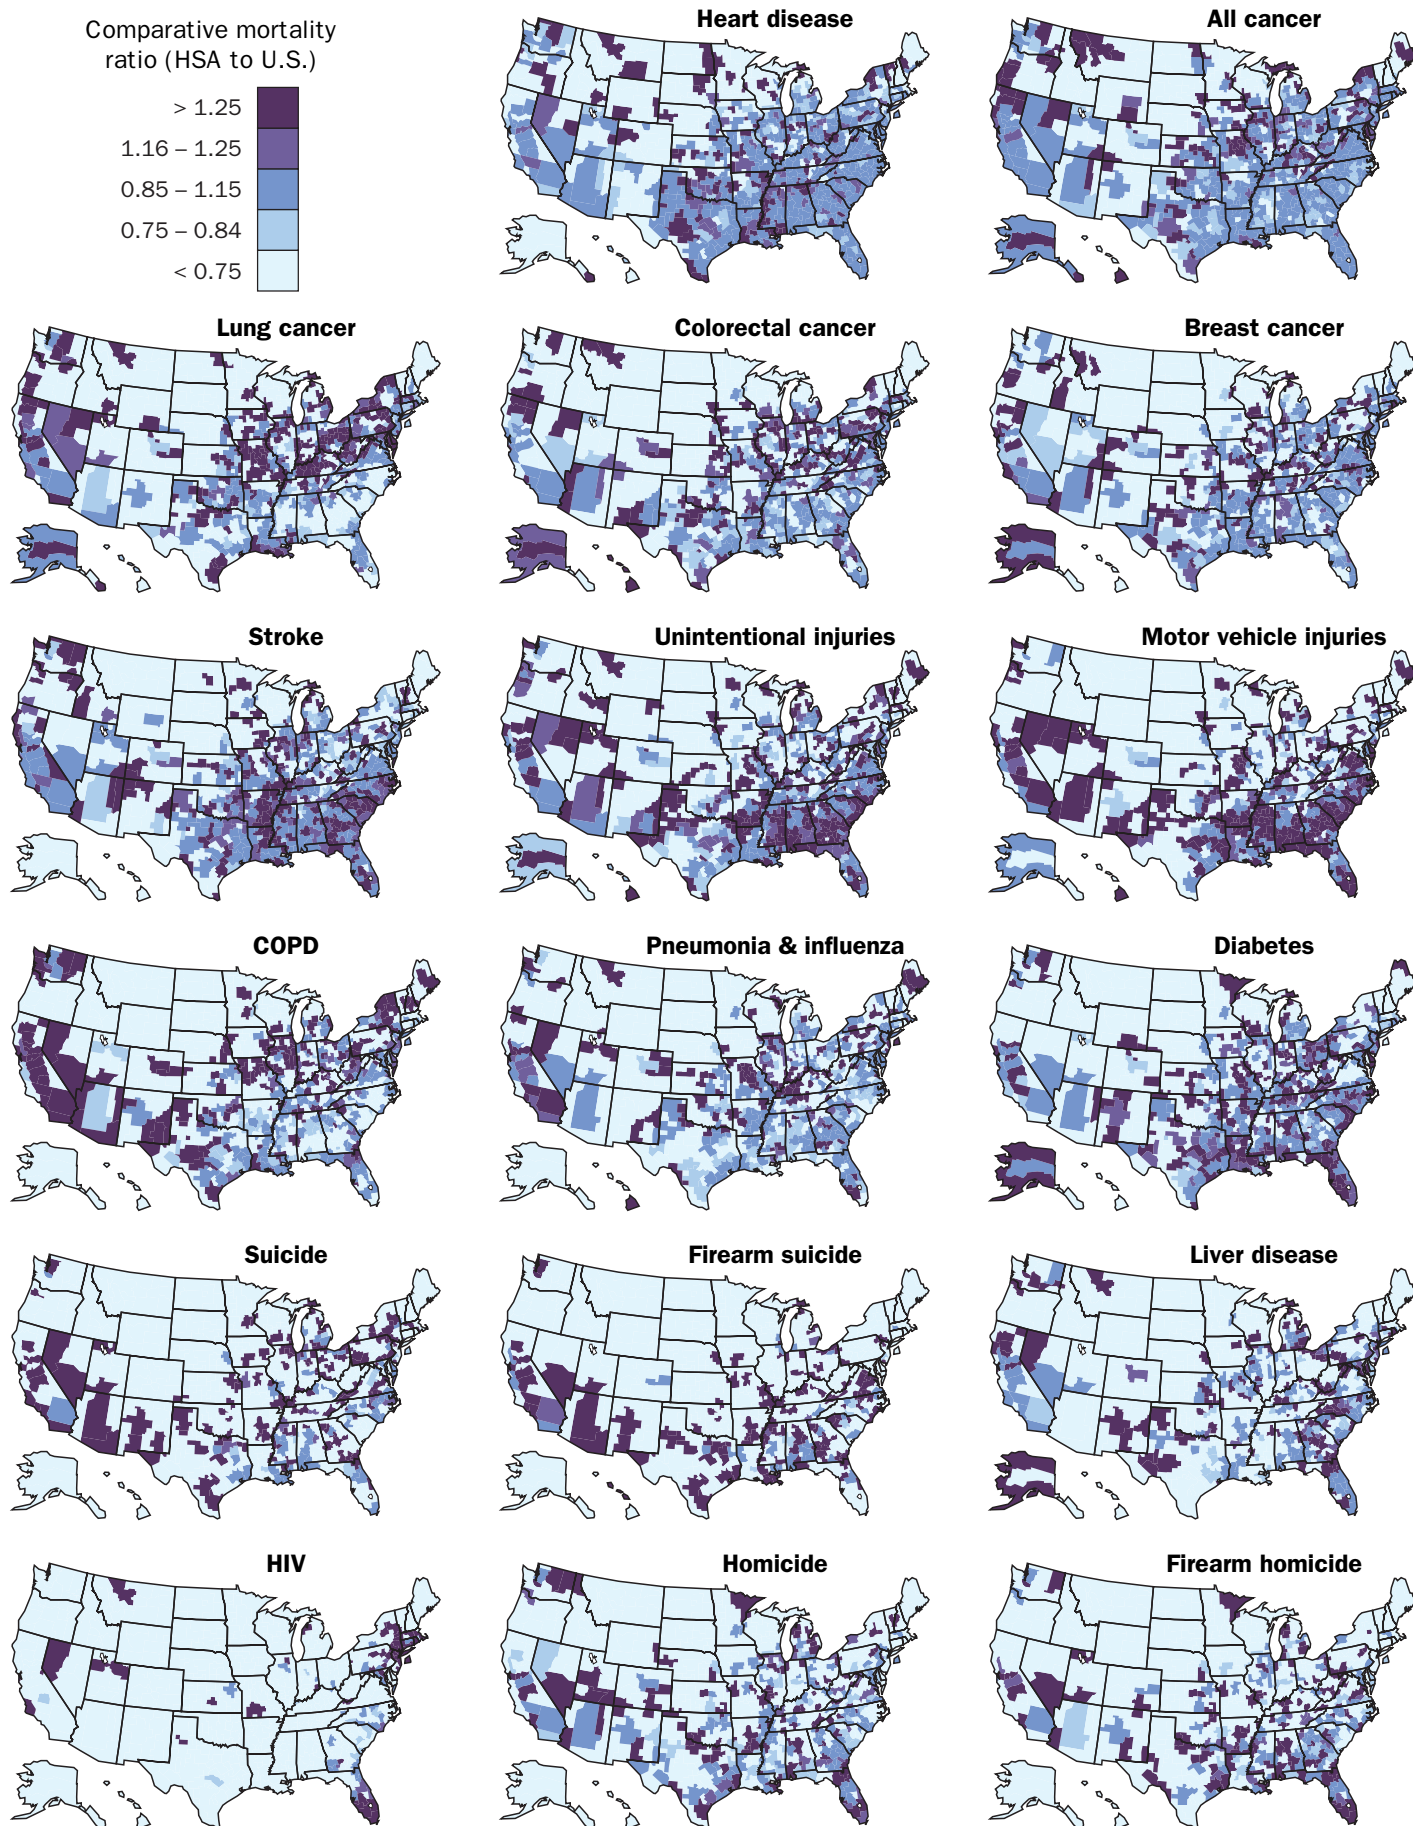 Comparative mortality
ratio (HSA to U.S.)
> 1.25
1.16 – 1.25
0.85 – 1.15
0.75 – 0.84
< 0.75
Heart disease
All cancer
Lung cancer
Colorectal cancer
Breast cancer
Stroke
Unintentional injuries
Motor vehicle injuries
COPD
Pneumonia & influenza
Diabetes
Suicide
Firearm suicide
Liver disease
HIV
Homicide
Firearm homicide